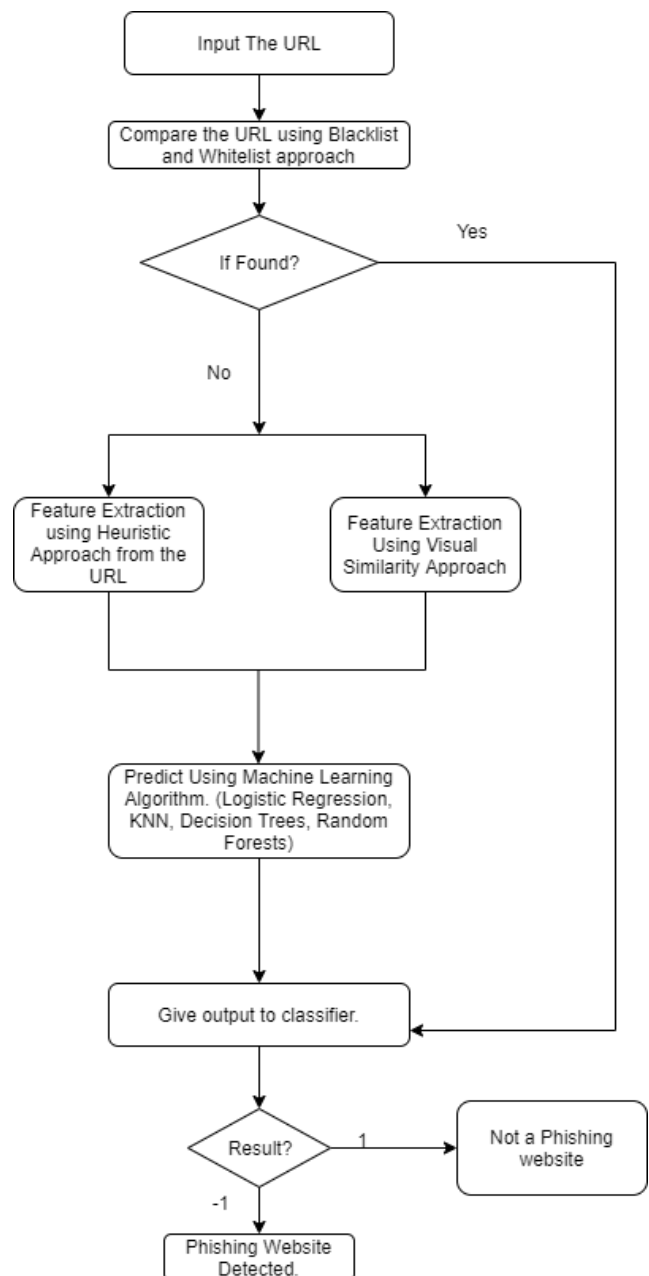 Input The URL
Compare the URL using Blacklist
and Whitelist approach
If Found?
Yes
No
Feature Extraction
using Heuristic
Approach from the
URL
Feature Extraction
Using Visual
Similarity Approach
Predict Using Machine Learning
Algorithm. (Logistic Regression,
KNN, Decision Trees, Random
Forests)
Give output to classifier.
Result?
1
Not a Phishing
website
-1
Phishing Website
Detected.